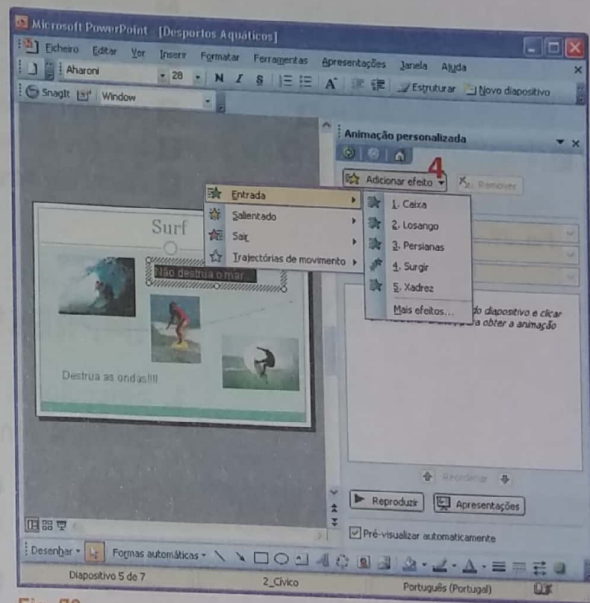 Microsoft PowerPoint - [Desportos Aquáticos]
Ficheiro Editar Ver Inserir Formatar Ferramentas Apresentações Janela Ajuda
Aharoni 28 N I S A Estruturar Novo diapositivo
SnagIt Window
Animação personalizada
4
Adicionar efeito Remover
Entrada
Salientado
Sair
Trajectórias de movimento
1. Caixa
2. Losango
3. Persianas
4. Surgir
5. Xadrez
Mais efeitos...
do diapositivo e clicar
para obter a animação
Surf
Não destrua o mar...
Destrua as ondas!!!!
Reordenar
Reproduzir Apresentações
Pré-visualizar automaticamente
Desenhar Formas automáticas
Diapositivo 5 de 7 2_Cívico Português (Portugal)